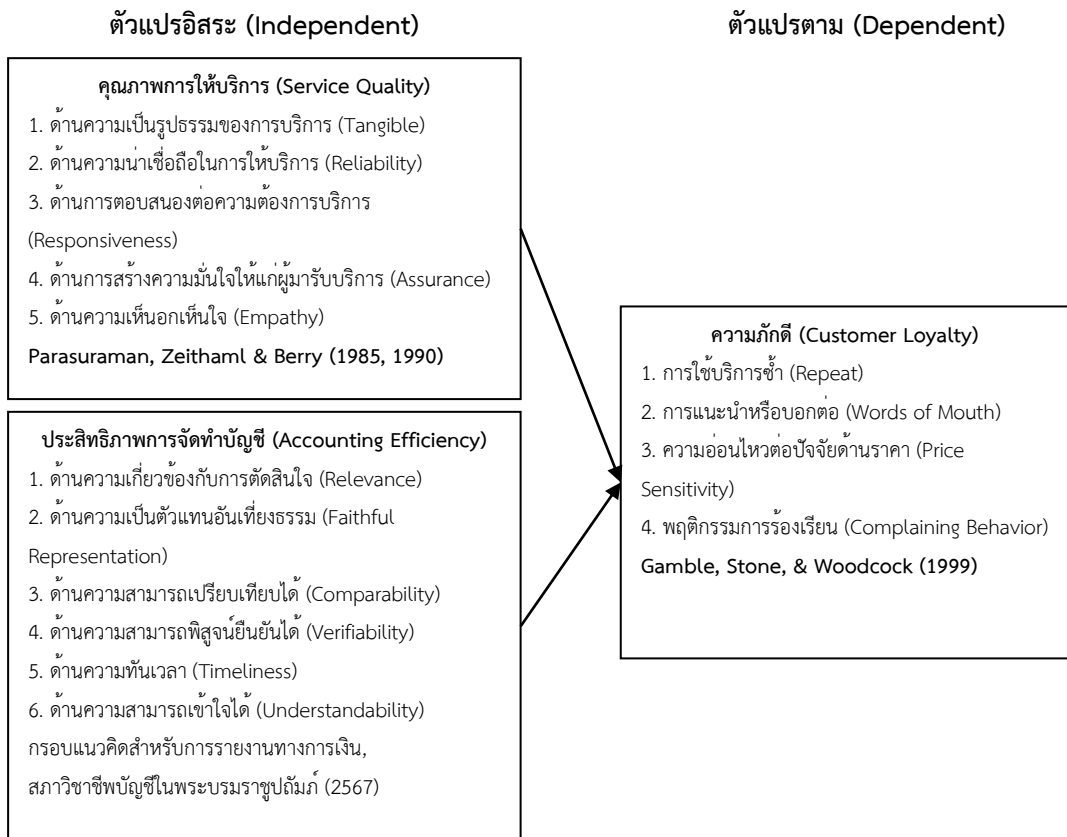 ตัวแปรอิสระ (Independent)
คุณภาพการให้บริการ (Service Quality)
1. ด้านความเป็นรูปธรรมของการบริการ (Tangible)
2. ด้านความน่าเชื่อถือในการให้บริการ (Reliability)
3. ด้านการตอบสนองต่อความต้องการบริการ
(Responsiveness)
4. ด้านการสร้างความมั่นใจให้แก่ผู้มารับบริการ (Assurance)
5. ด้านความเห็นอกเห็นใจ (Empathy)
Parasuraman, Zeithaml & Berry (1985, 1990)
ประสิทธิภาพการจัดทำบัญชี (Accounting Efficiency)
1. ด้านความเกี่ยวข้องกับการตัดสินใจ (Relevance)
2. ด้านความเป็นตัวแทนอันเที่ยงธรรม (Faithful
Representation)
3. ด้านความสามารถเปรียบเทียบได้ (Comparability)
4. ด้านความสามารถพิสูจน์ยืนยันได้ (Verifiability)
5. ด้านความทันเวลา (Timeliness)
6. ด้านความสามารถเข้าใจได้ (Understandability)
กรอบแนวคิดสำหรับการรายงานทางการเงิน,
สภาวิชาชีพบัญชีในพระบรมราชูปถัมภ์ (2567)
ตัวแปรตาม (Dependent)
ความภักดี (Customer Loyalty)
1. การใช้บริการซ้ำ (Repeat)
2. การแนะนำหรือบอกต่อ (Words of Mouth)
3. ความอ่อนไหวต่อปัจจัยด้านราคา (Price
Sensitivity)
4. พฤติกรรมการร้องเรียน (Complaining Behavior)
Gamble, Stone, & Woodcock (1999)